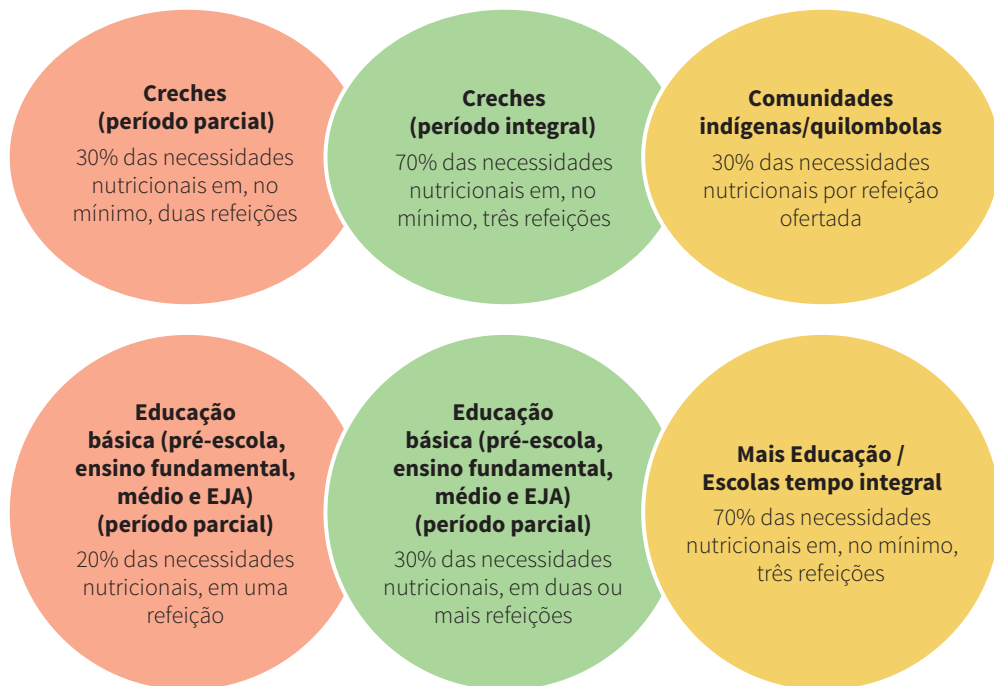 Creches
(período parcial)
30% das necessidades
nutricionais em, no
mínimo, duas refeições
Creches
(período integral)
70% das necessidades
nutricionais em, no
mínimo, três refeições
Comunidades
indígenas/quilombolas
30% das necessidades
nutricionais por refeição
ofertada
Educação
básica (pré-escola,
ensino fundamental,
médio e EJA)
(período parcial)
20% das necessidades
nutricionais, em uma
refeição
Educação
básica (pré-escola,
ensino fundamental,
médio e EJA)
(período parcial)
30% das necessidades
nutricionais, em duas ou
mais refeições
Mais Educação /
Escolas tempo integral
70% das necessidades
nutricionais em, no mínimo,
três refeições